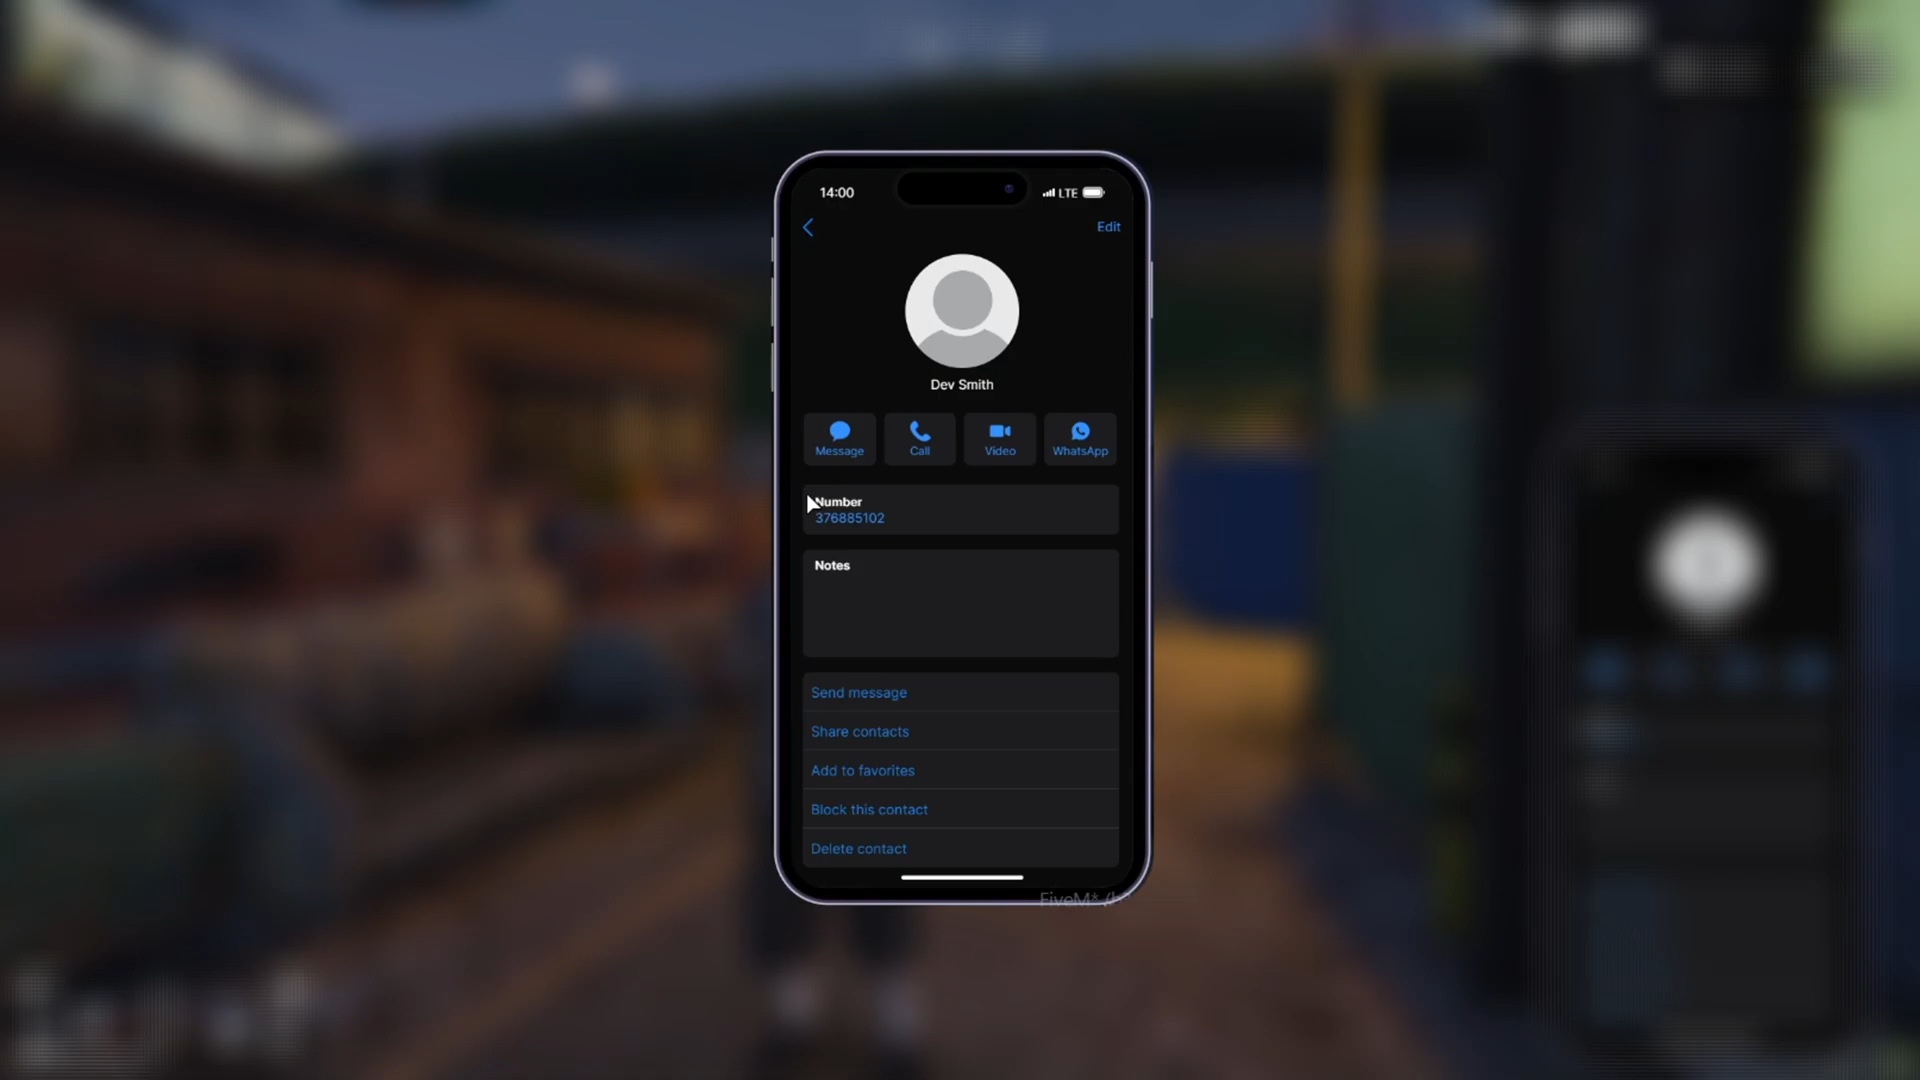 14:00 LTE
Edit
Dev Smith
Message Call Video WhatsApp
Number
376885102
Notes
Send message
Share contacts
Add to favorites
Block this contact
Delete contact
FiveM*